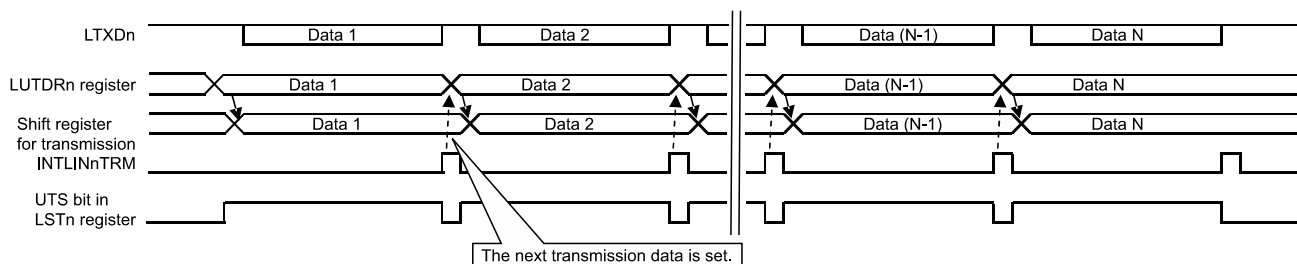 LTXDn
Data 1
Data 2
Data (N-1)
Data N
LUTDRn register
Data 1
Data 2
Data (N-1)
Data N
Shift register
for transmission
Data 1
Data 2
Data (N-1)
Data N
INTLINnTRM
UTS bit in
LSTn register
The next transmission data is set.